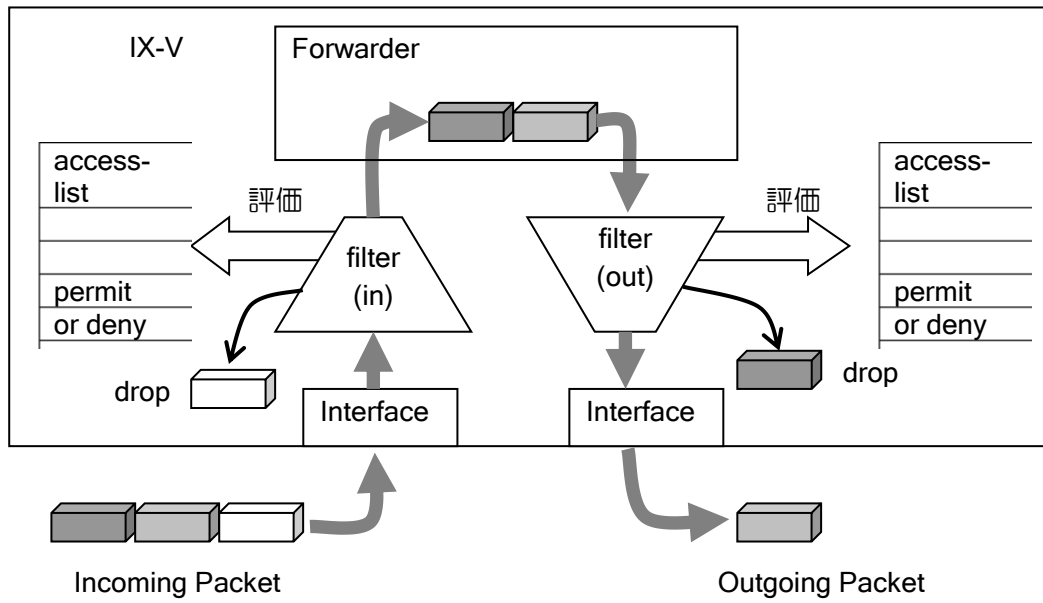 IX-V
Forwarder
access-
list
permit
or deny
評価
filter
(in)
drop
Interface
filter
(out)
評価
access-
list
permit
or deny
drop
Interface
Incoming Packet
Outgoing Packet